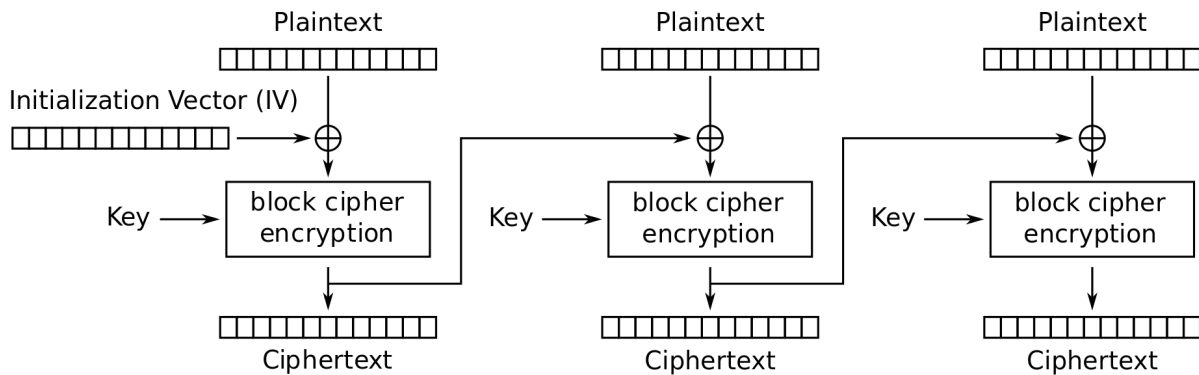 Plaintext
Plaintext
Plaintext
Initialization Vector (IV)
Key
block cipher
encryption
Key
block cipher
encryption
Key
block cipher
encryption
Ciphertext
Ciphertext
Ciphertext